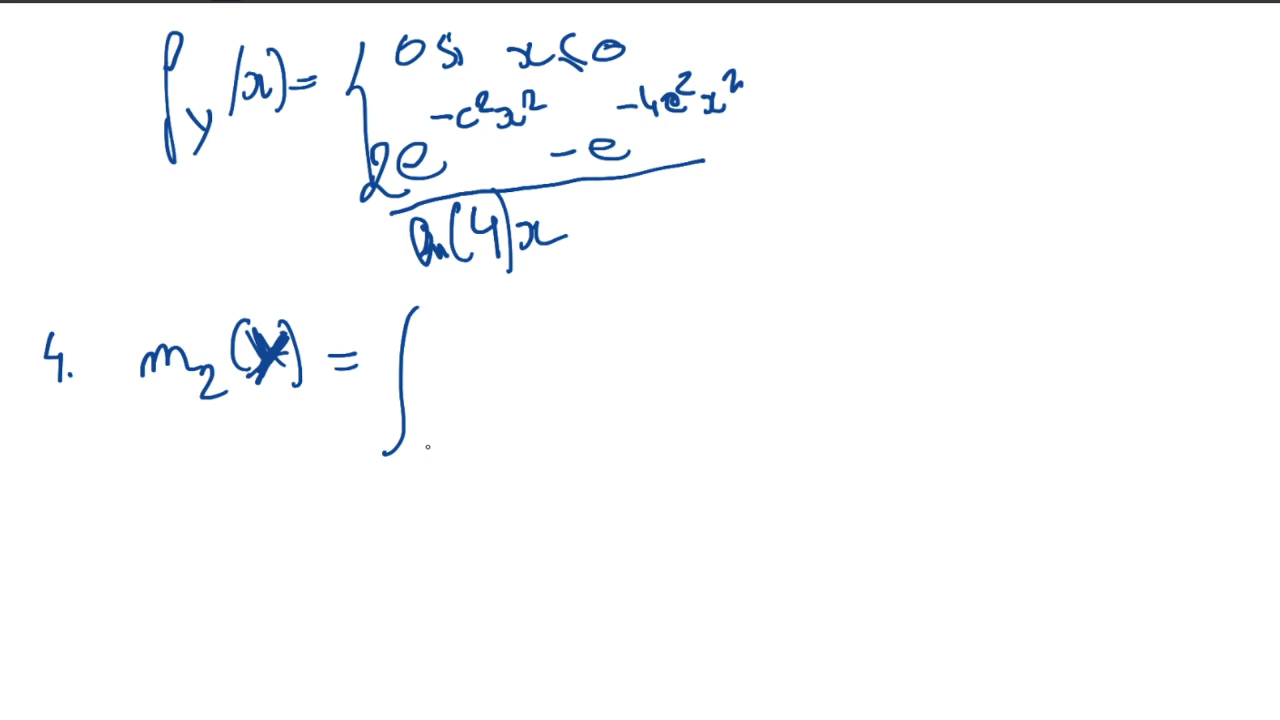 f_Y(x) = { 0 si x ≤ 0
2e^{-c²x²} - e^{-4c²x²}
ln(4)x
4. m_2(Y) = ∫